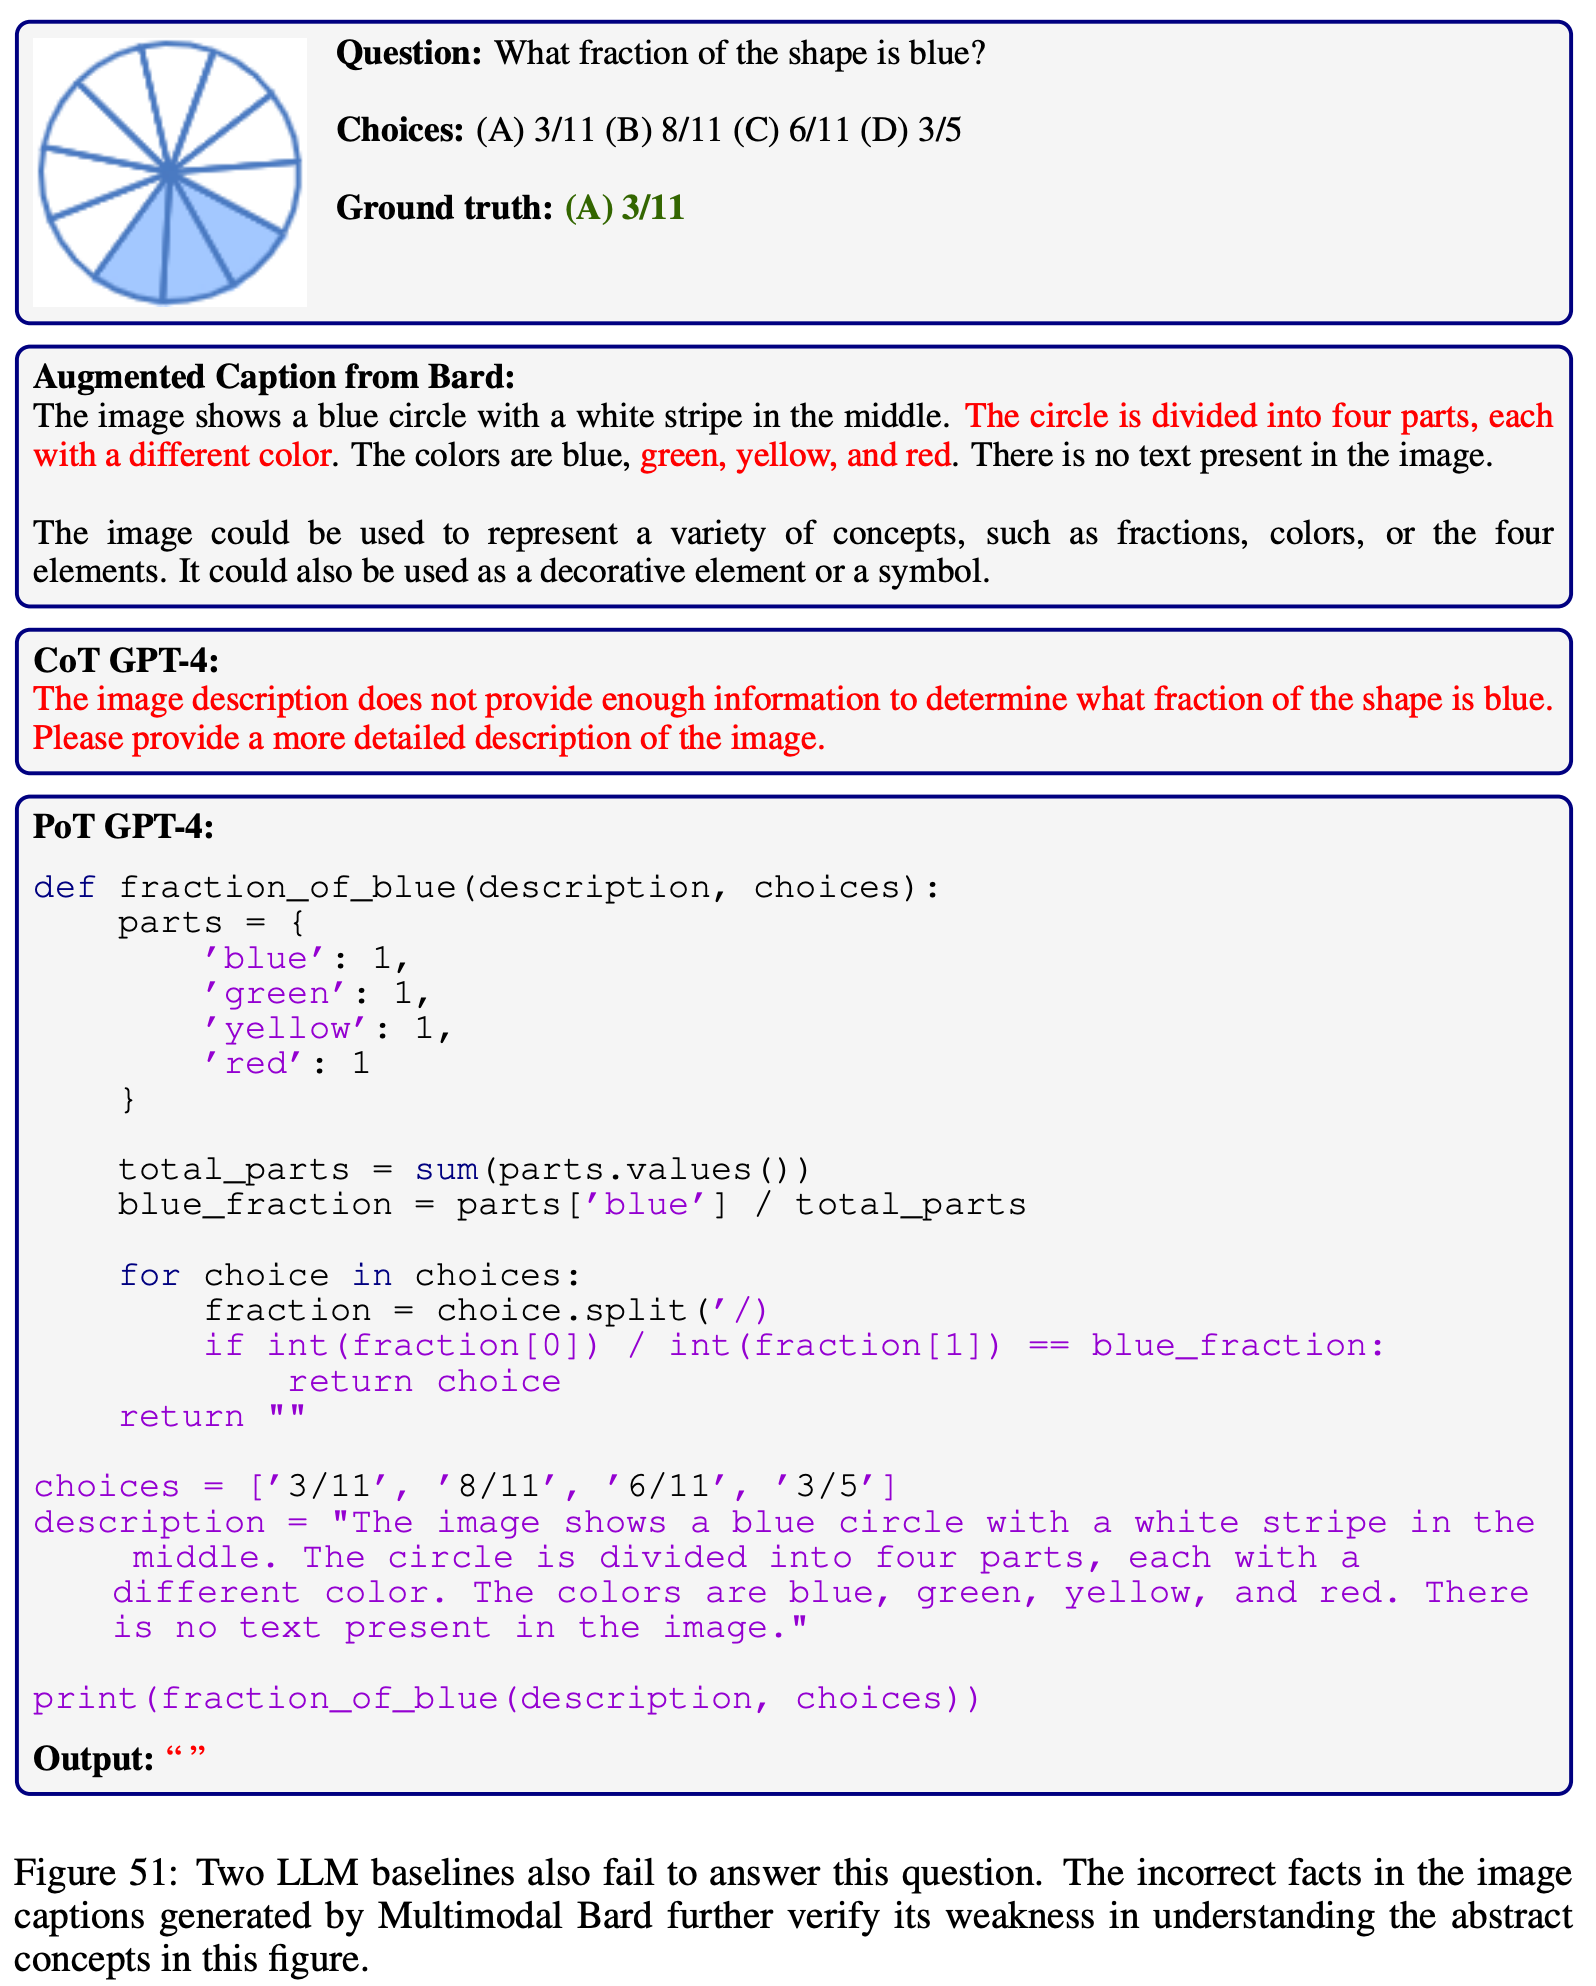 Question: What fraction of the shape is blue?
Choices: (A) 3/11 (B) 8/11 (C) 6/11 (D) 3/5
Ground truth: (A) 3/11
Augmented Caption from Bard:
The image shows a blue circle with a white stripe in the middle. The circle is divided into four parts, each
with a different color. The colors are blue, green, yellow, and red. There is no text present in the image.
The image could be used to represent a variety of concepts, such as fractions, colors, or the four
elements. It could also be used as a decorative element or a symbol.
CoT GPT-4:
The image description does not provide enough information to determine what fraction of the shape is blue.
Please provide a more detailed description of the image.
PoT GPT-4:
def fraction_of_blue(description, choices):
    parts = {
        'blue': 1,
        'green': 1,
        'yellow': 1,
        'red': 1
    }
    total_parts = sum(parts.values())
    blue_fraction = parts['blue'] / total_parts
    for choice in choices:
        fraction = choice.split('/)
        if int(fraction[0]) / int(fraction[1]) == blue_fraction:
            return choice
    return ""
choices = ['3/11', '8/11', '6/11', '3/5']
description = "The image shows a blue circle with a white stripe in the
middle. The circle is divided into four parts, each with a
different color. The colors are blue, green, yellow, and red. There
is no text present in the image."
print(fraction_of_blue(description, choices))
Output: “ ”
Figure 51: Two LLM baselines also fail to answer this question. The incorrect facts in the image
captions generated by Multimodal Bard further verify its weakness in understanding the abstract
concepts in this figure.